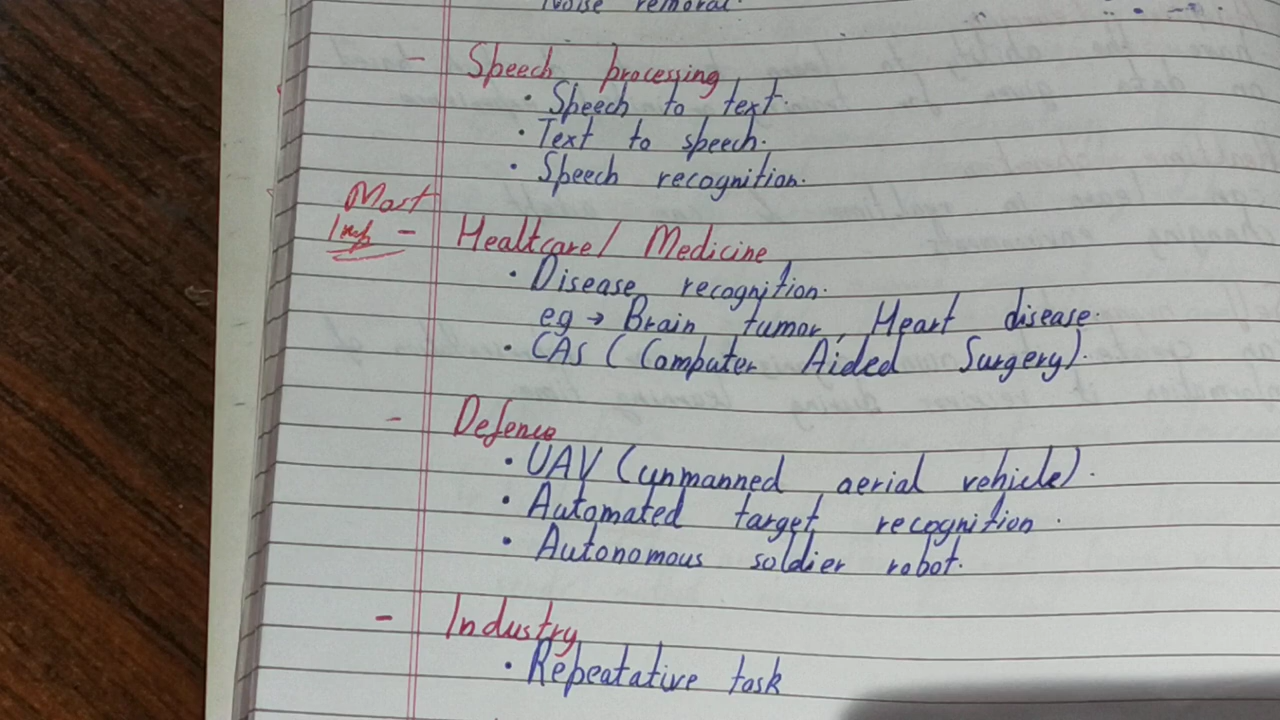 Noise removal.
- Speech processing
• Speech to text.
• Text to speech.
• Speech recognition.
Most
Imp - Healtcare/ Medicine
• Disease recognition.
eg → Brain tumor, Heart disease.
• CAS (Computer Aided Surgery).
- Defence
• UAV (unmanned aerial vehicle).
• Automated target recognition.
• Autonomous soldier robot.
- Industry
• Repeatative task